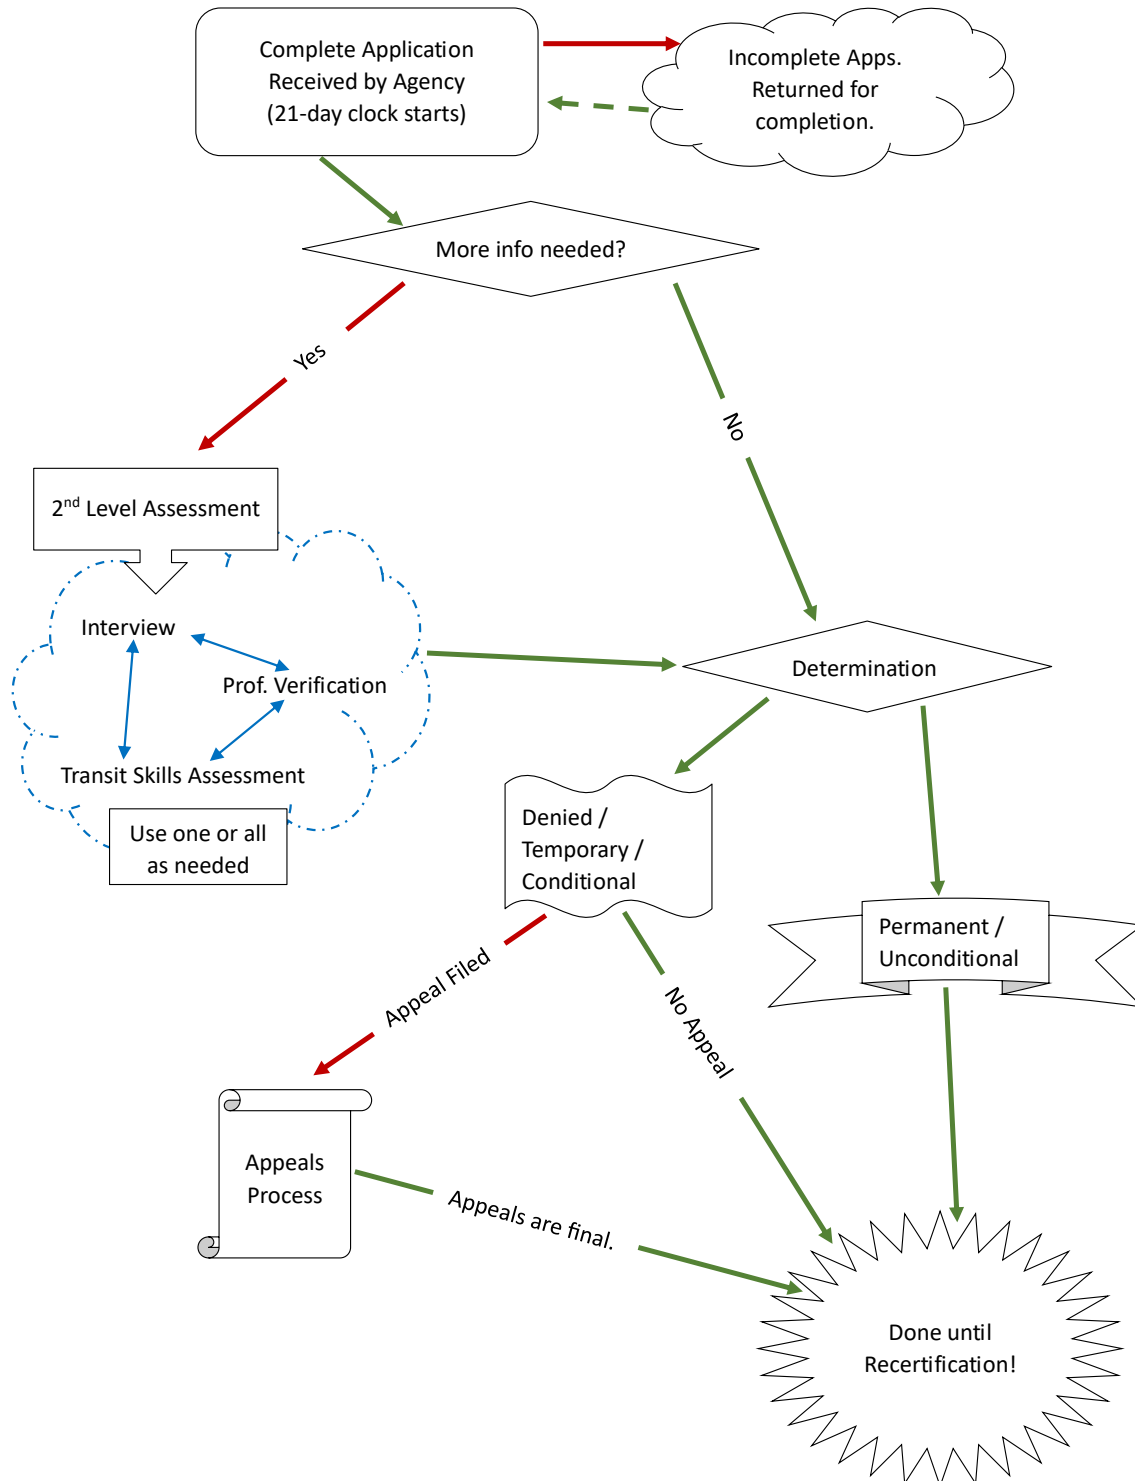 Complete Application
Received by Agency
(21-day clock starts)
Incomplete Apps.
Returned for
completion.
More info needed?
Yes
No
2nd Level Assessment
Interview
Prof. Verification
Transit Skills Assessment
Use one or all
as needed
Determination
Denied /
Temporary /
Conditional
Permanent /
Unconditional
Appeal Filed
No Appeal
Appeals
Process
Appeals are final.
Done until
Recertification!